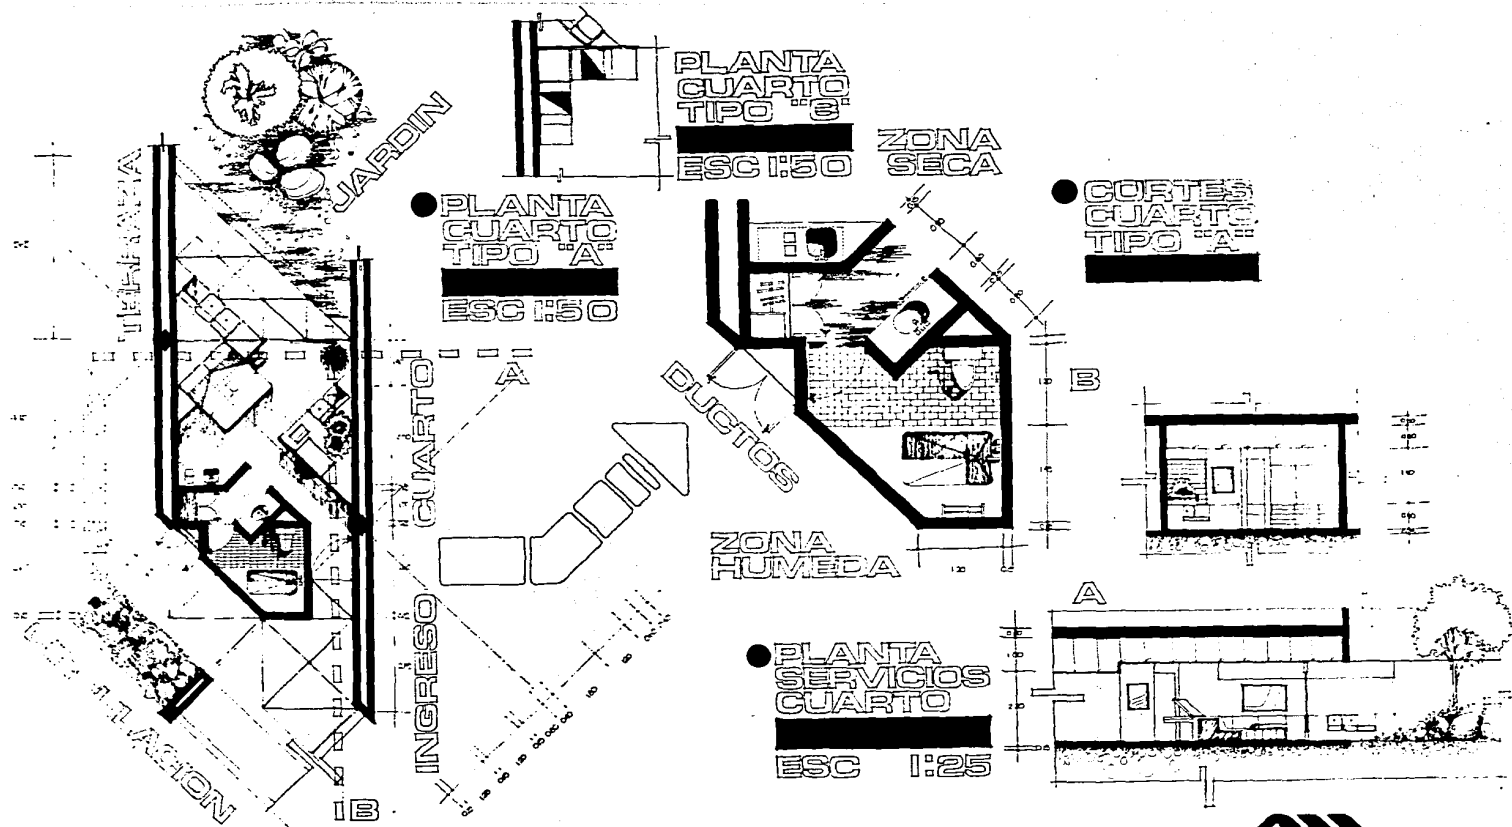 PLANTA
CUARTO
TIPO "B"
ESC 1:50
ZONA
SECA
JARDIN
TERRAZA
PLANTA
CUARTO
TIPO "A"
ESC 1:50
CORTES
CUARTO
TIPO "A"
A
CUARTO
DUCTOS
B
ZONA
HUMEDA
INGRESO
A
PLANTA
SERVICIOS
CUARTO
ESC 1:25
B